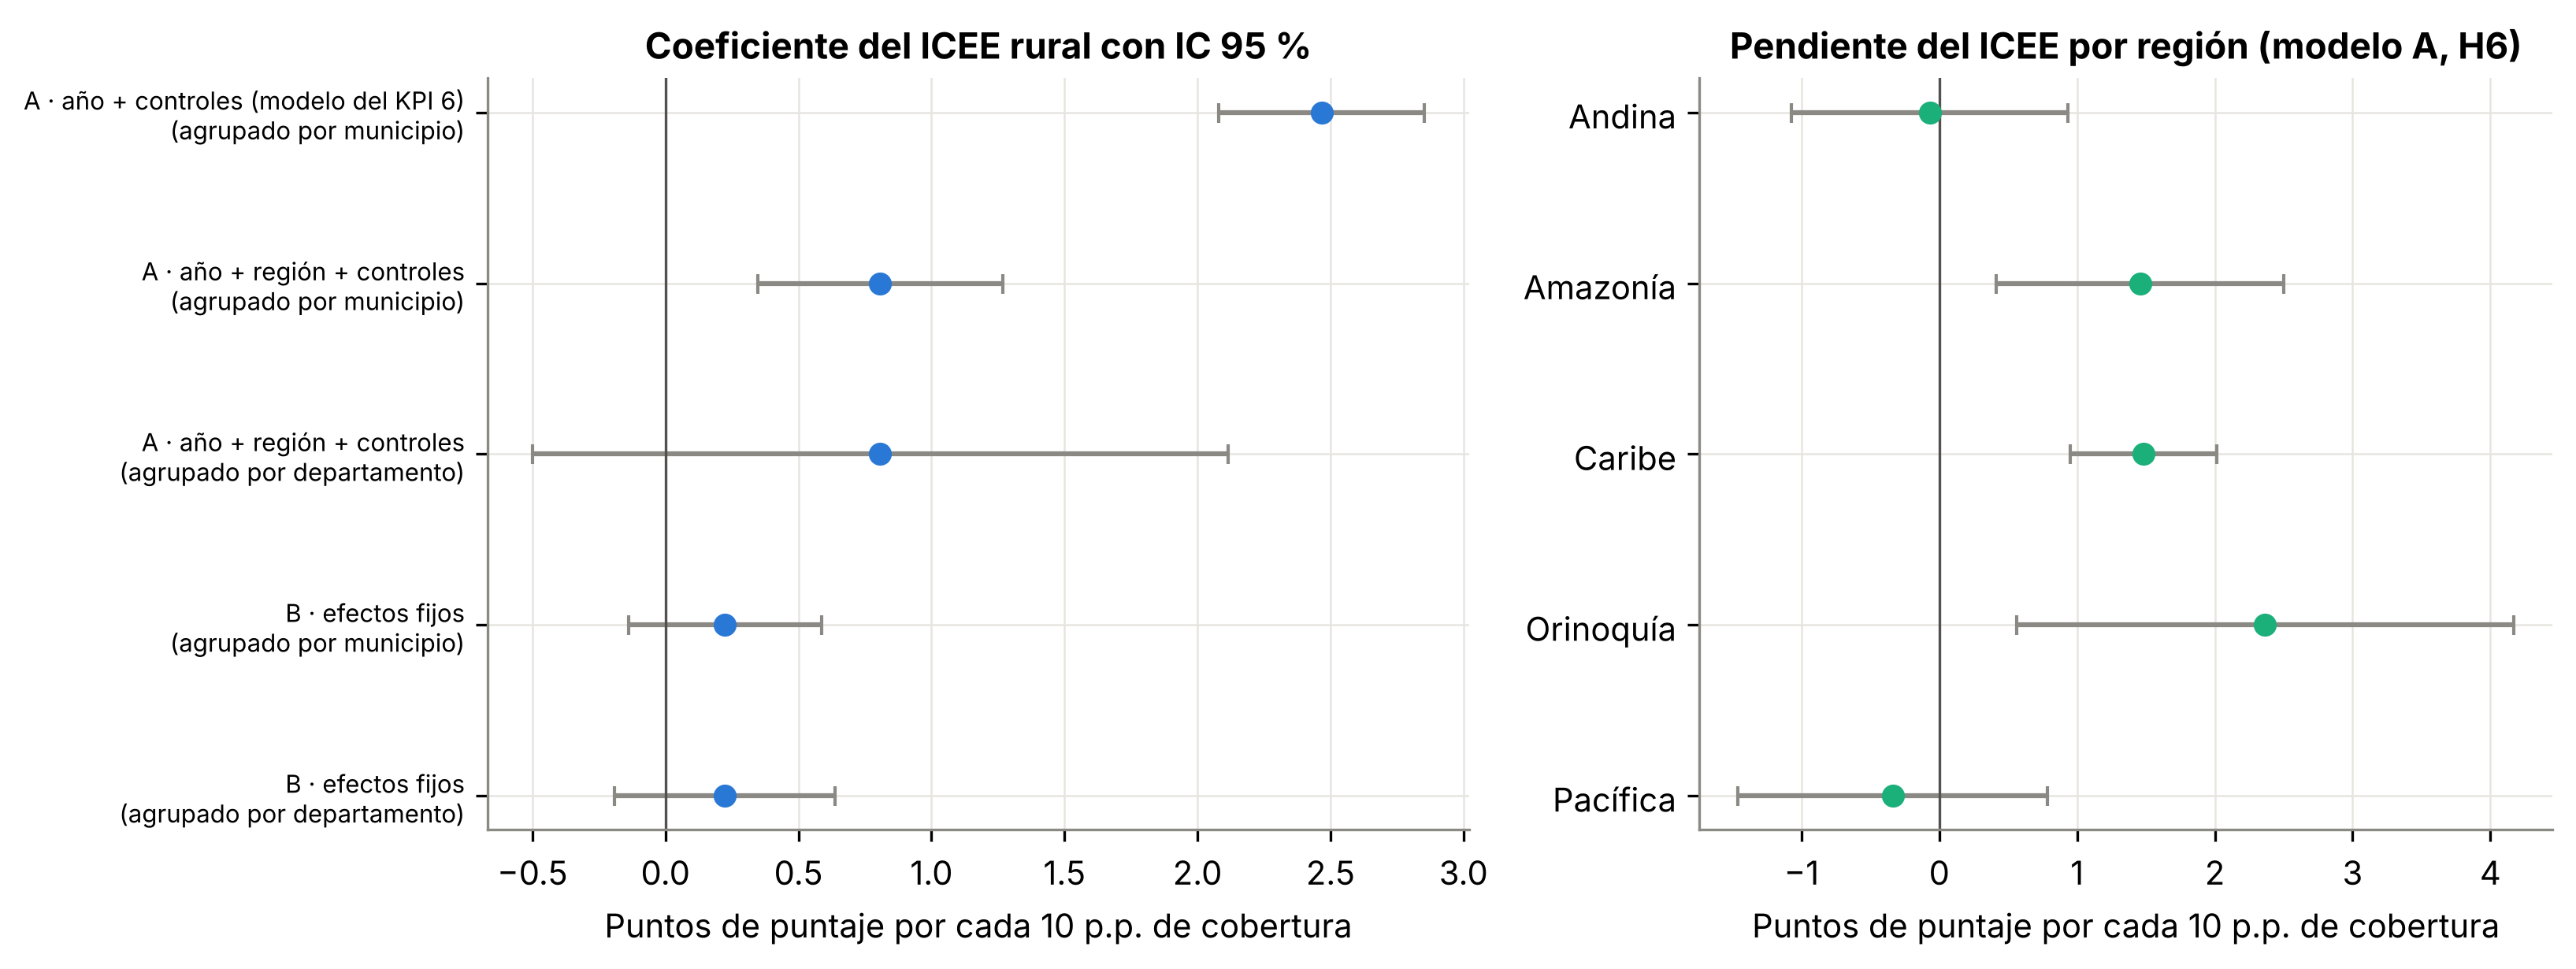 Coeficiente del ICEE rural con IC 95 %
A · año + controles (modelo del KPI 6)
(agrupado por municipio)
A · año + región + controles
(agrupado por municipio)
A · año + región + controles
(agrupado por departamento)
B · efectos fijos
(agrupado por municipio)
B · efectos fijos
(agrupado por departamento)
−0.5 0.0 0.5 1.0 1.5 2.0 2.5 3.0
Puntos de puntaje por cada 10 p.p. de cobertura
Pendiente del ICEE por región (modelo A, H6)
Andina
Amazonía
Caribe
Orinoquía
Pacífica
−1 0 1 2 3 4
Puntos de puntaje por cada 10 p.p. de cobertura